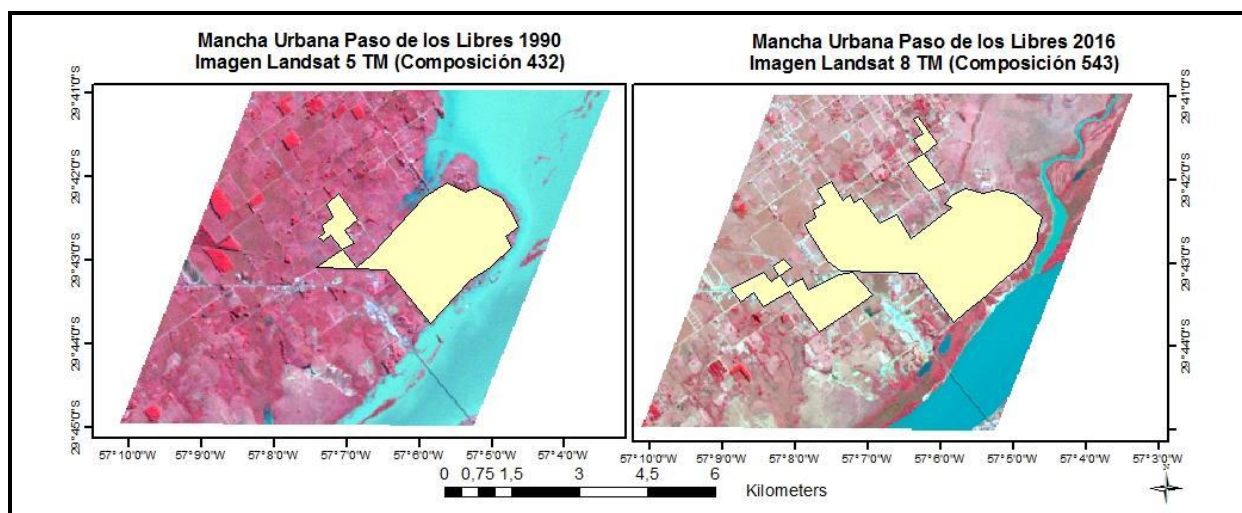 Mancha Urbana Paso de los Libres 1990
Imagen Landsat 5 TM (Composición 432)
29°41'0"S
29°42'0"S
29°43'0"S
29°44'0"S
29°45'0"S
57°10'0"W 57°9'0"W 57°8'0"W 57°7'0"W 57°6'0"W 57°5'0"W 57°4'0"W
Mancha Urbana Paso de los Libres 2016
Imagen Landsat 8 TM (Composición 543)
29°41'0"S
29°42'0"S
29°43'0"S
29°44'0"S
57°10'0"W 57°9'0"W 57°8'0"W 57°7'0"W 57°6'0"W 57°5'0"W 57°4'0"W 57°3'0"W
0 0,75 1,5 3 4,5 6
Kilometers